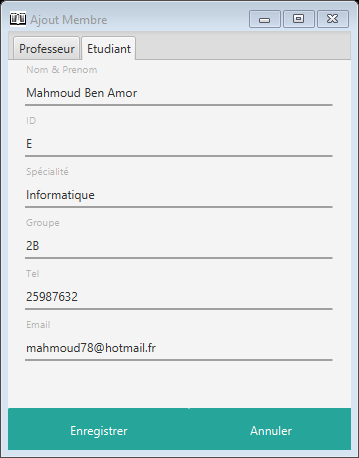 Ajout Membre
Professeur Etudiant
Nom & Prenom
Mahmoud Ben Amor
ID
E
Spécialité
Informatique
Groupe
2B
Tel
25987632
Email
mahmoud78@hotmail.fr
Enregistrer Annuler